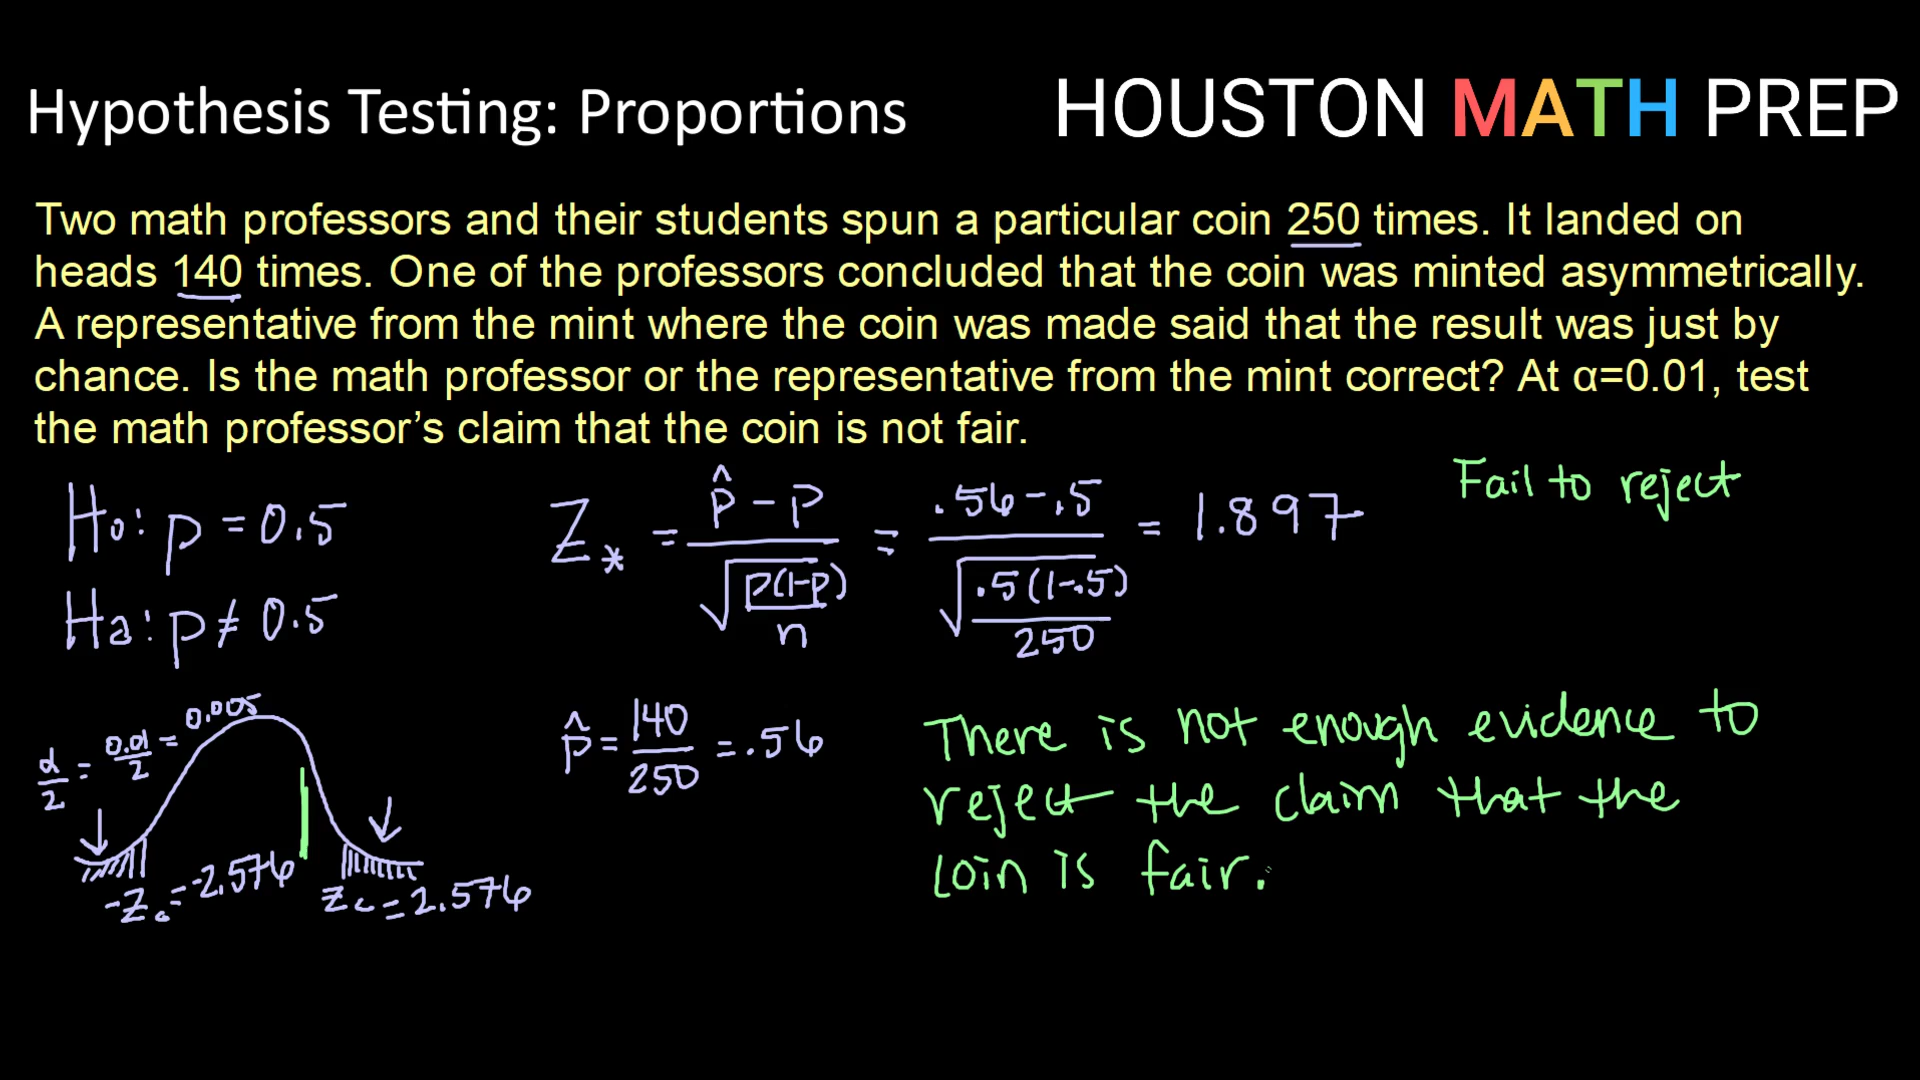 Hypothesis Testing: Proportions
HOUSTON MATH PREP
Two math professors and their students spun a particular coin 250 times. It landed on
heads 140 times. One of the professors concluded that the coin was minted asymmetrically.
A representative from the mint where the coin was made said that the result was just by
chance. Is the math professor or the representative from the mint correct? At α=0.01, test
the math professor’s claim that the coin is not fair.
Ho: p = 0.5
Ha: p ≠ 0.5
Z* = (p̂ - p) / √(p(1-p)/n) = (.56 - .5) / √(.5(1-.5)/250) = 1.897
Fail to reject
α/2 = 0.01/2 = 0.005
-Zc = -2.576
Zc = 2.576
p̂ = 140/250 = .56
There is not enough evidence to
reject the claim that the
coin is fair.